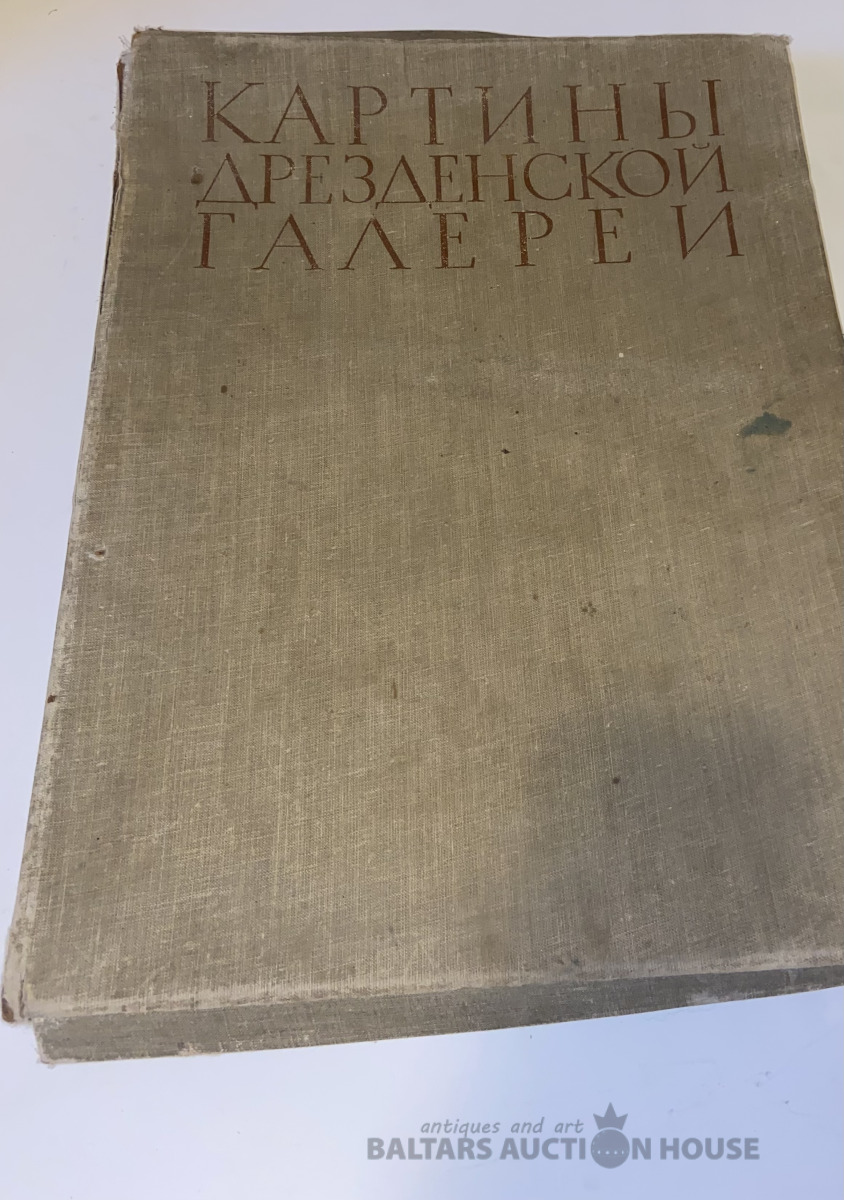 КАРТИНЫ
ДРЕЗДЕНСКОЙ
ГАЛЕРЕИ
antiques and art
BALTARS AUCTION HOUSE